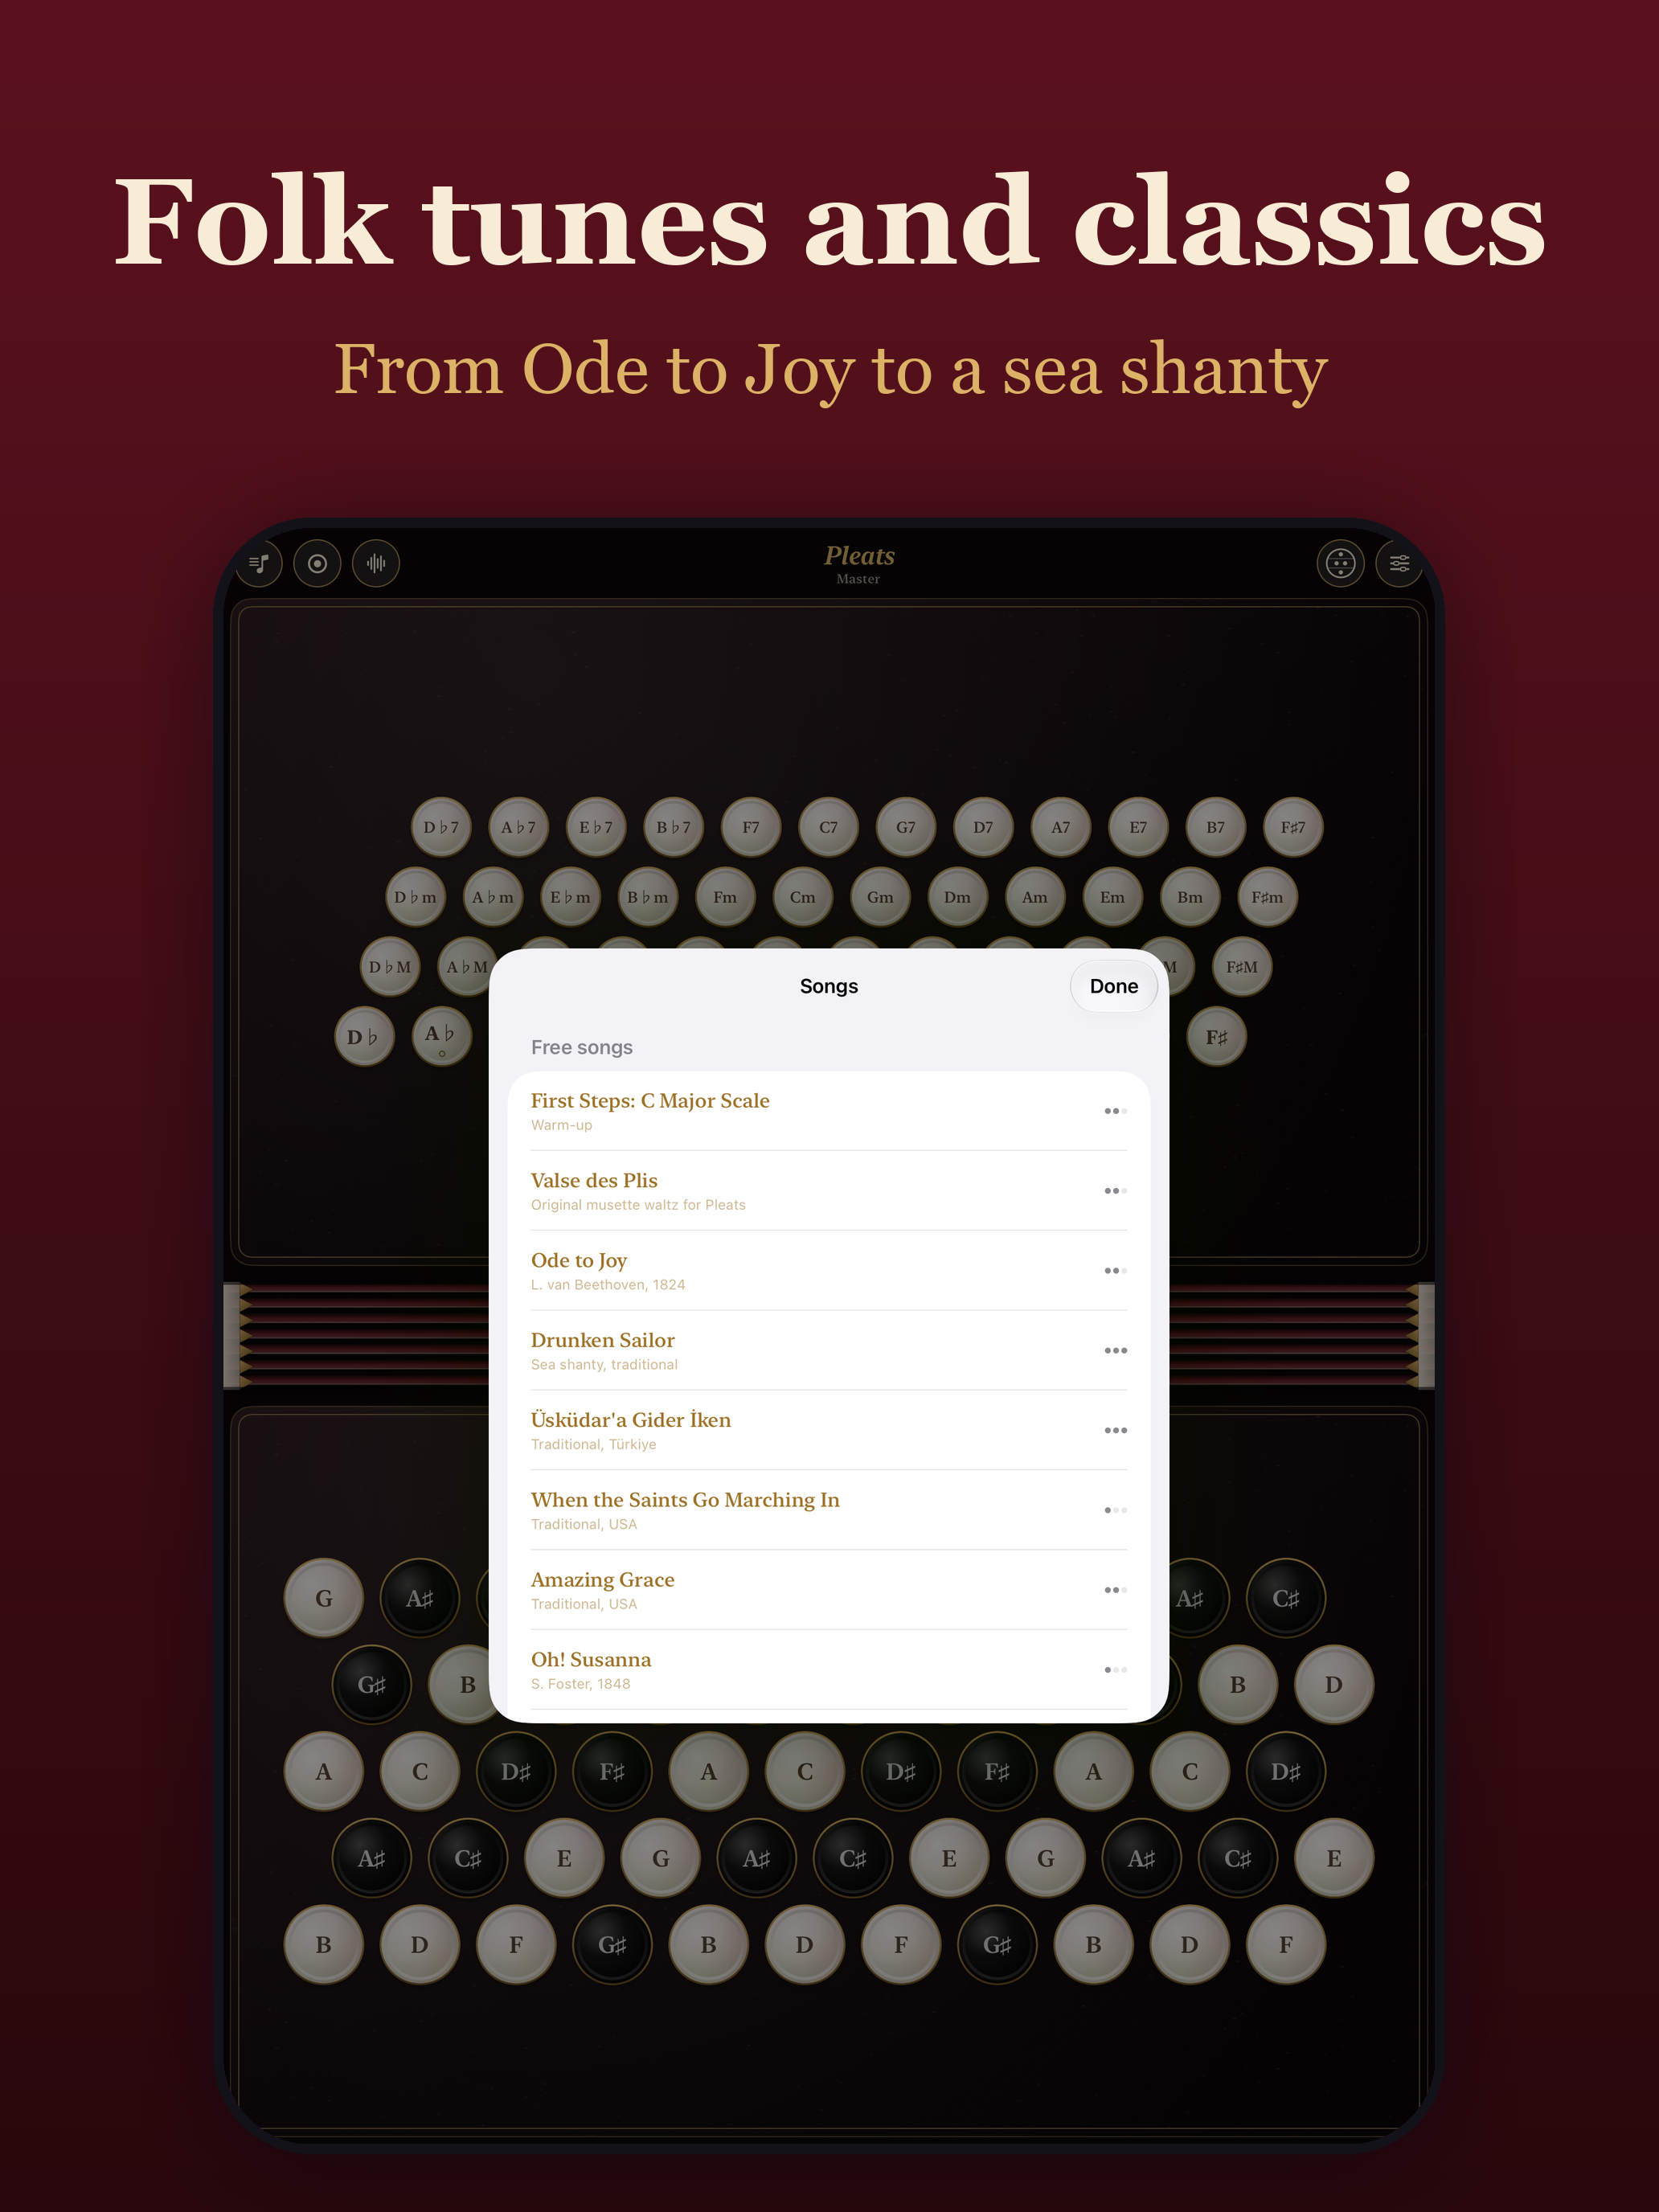 Folk tunes and classics
From Ode to Joy to a sea shanty
Pleats
Master
D♭7 A♭7 E♭7 B♭7 F7 C7 G7 D7 A7 E7 B7 F♯7
D♭m A♭m E♭m B♭m Fm Cm Gm Dm Am Em Bm F♯m
D♭M A♭M M F♯M
D♭ A♭ F♯
Songs
Done
Free songs
First Steps: C Major Scale
Warm-up
Valse des Plis
Original musette waltz for Pleats
Ode to Joy
L. van Beethoven, 1824
Drunken Sailor
Sea shanty, traditional
Üsküdar'a Gider İken
Traditional, Türkiye
When the Saints Go Marching In
Traditional, USA
Amazing Grace
Traditional, USA
Oh! Susanna
S. Foster, 1848
G A♯ A♯ C♯
G♯ B B D
A C D♯ F♯ A C D♯ F♯ A C D♯
A♯ C♯ E G A♯ C♯ E G A♯ C♯ E
B D F G♯ B D F G♯ B D F